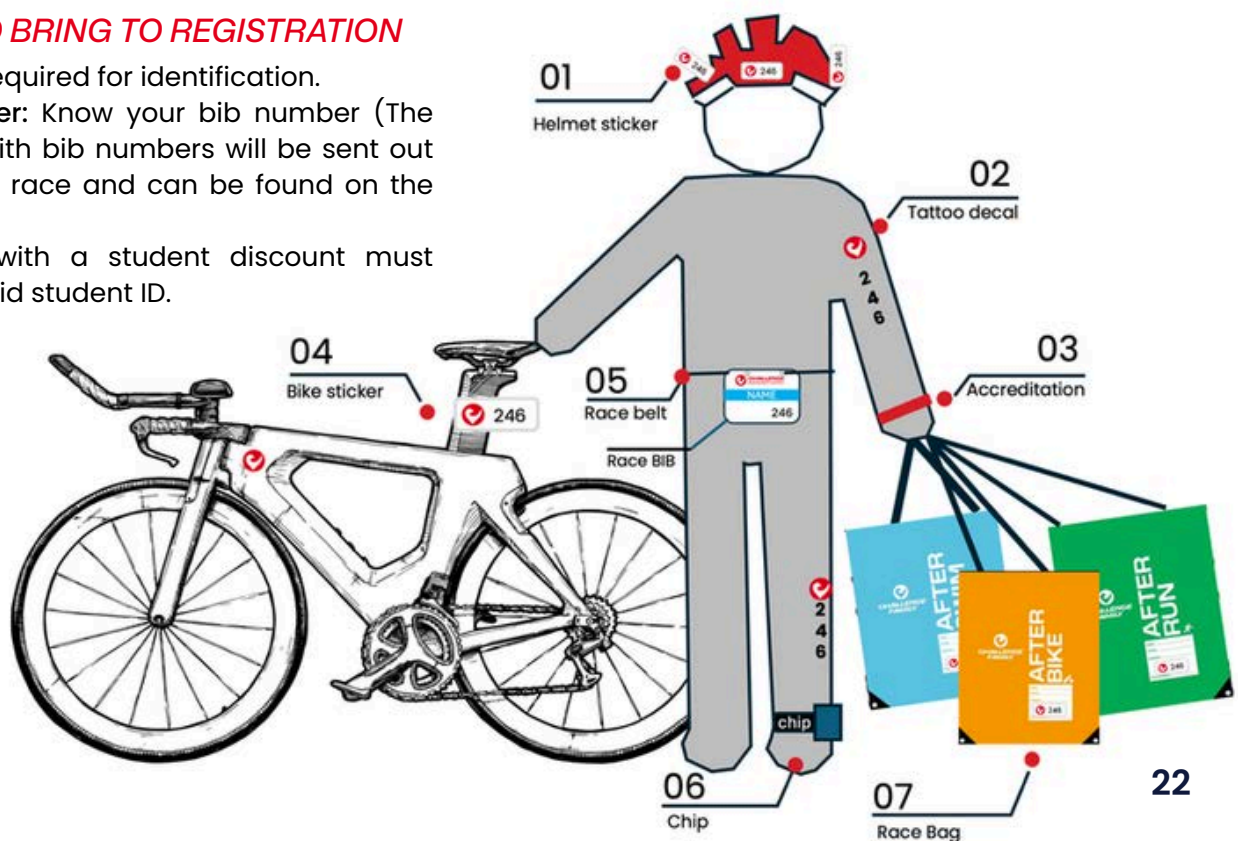 BRING TO REGISTRATION
equired for identification.
er: Know your bib number (The
ith bib numbers will be sent out
race and can be found on the
with a student discount must
id student ID.
01
Helmet sticker
246
246
246
02
Tattoo decal
2
4
6
03
Accreditation
04
Bike sticker
246
05
Race belt
NAME
246
Race BIB
2
4
6
chip
06
Chip
AFTER
CHALLENGE
FAMILY
AFTER
BIKE
246
AFTER
RUN
246
07
Race Bag
22